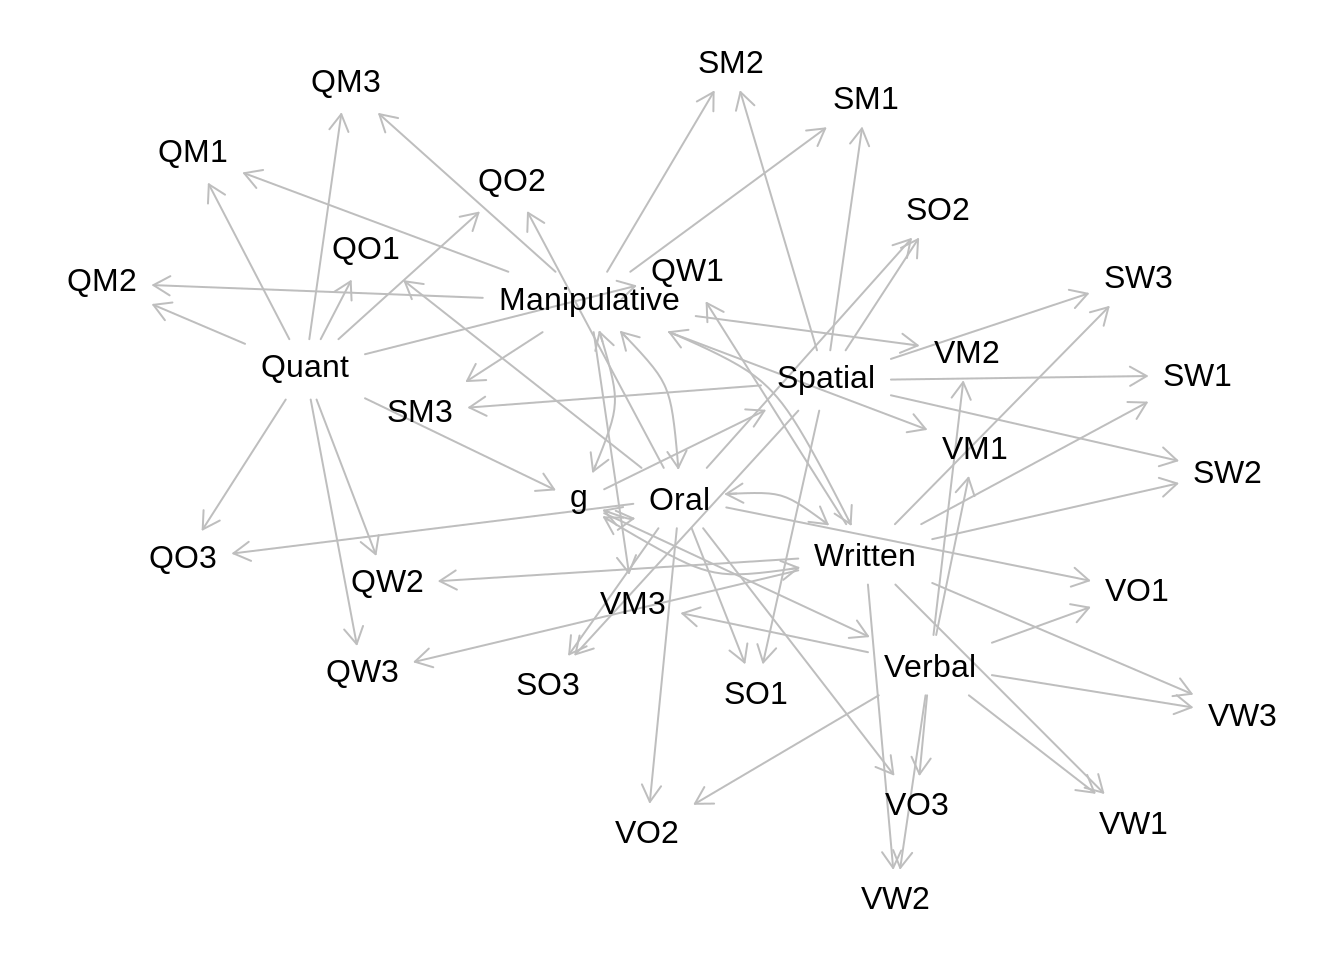 SM2
QM3
SM1
QM1
QO2
SO2
QO1
QW1
SW3
QM2
Manipulative
VM2
Quant
Spatial
SW1
SM3
VM1
SW2
g
Oral
QO3
Written
QW2
VO1
VM3
Verbal
QW3
SO3
SO1
VW3
VO3
VW1
VO2
VW2